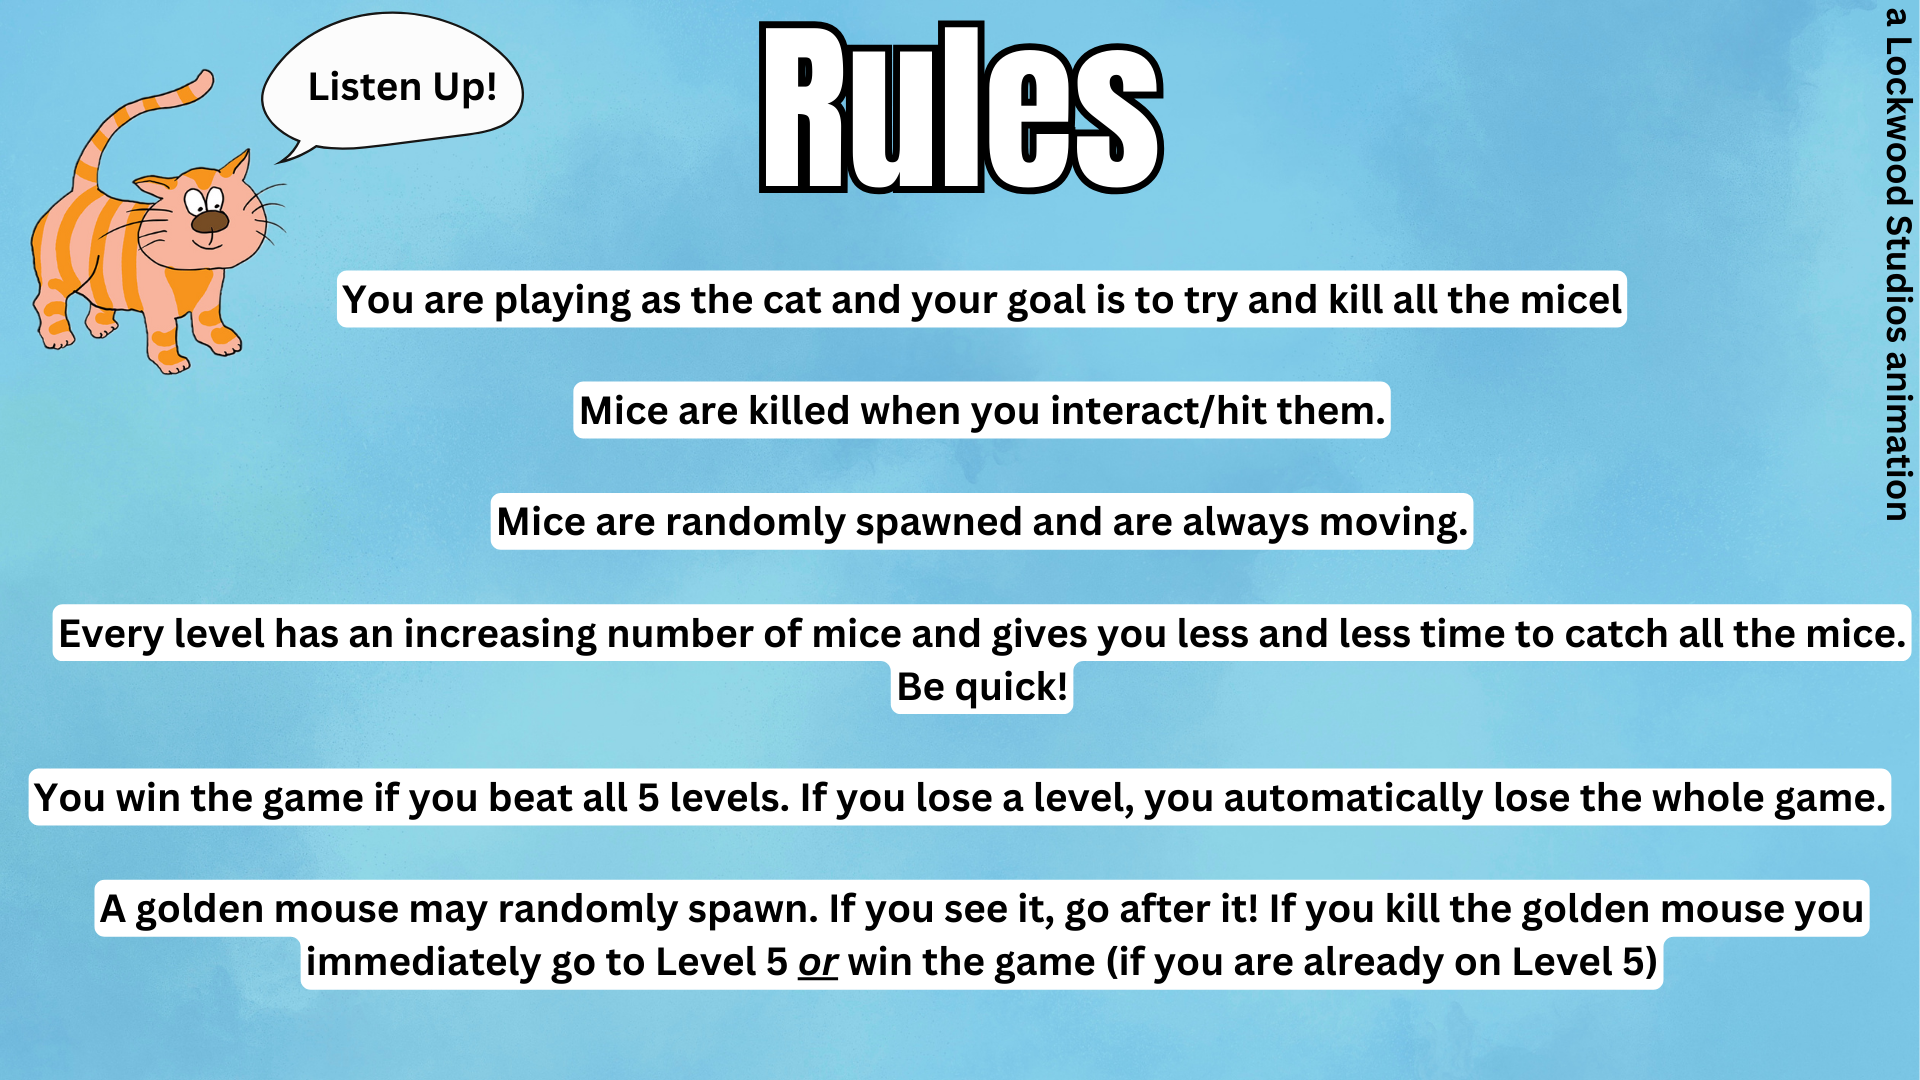 Listen Up!
Rules
a Lockwood Studios animation
You are playing as the cat and your goal is to try and kill all the micel
Mice are killed when you interact/hit them.
Mice are randomly spawned and are always moving.
Every level has an increasing number of mice and gives you less and less time to catch all the mice.
Be quick!
You win the game if you beat all 5 levels. If you lose a level, you automatically lose the whole game.
A golden mouse may randomly spawn. If you see it, go after it! If you kill the golden mouse you
immediately go to Level 5 or win the game (if you are already on Level 5)